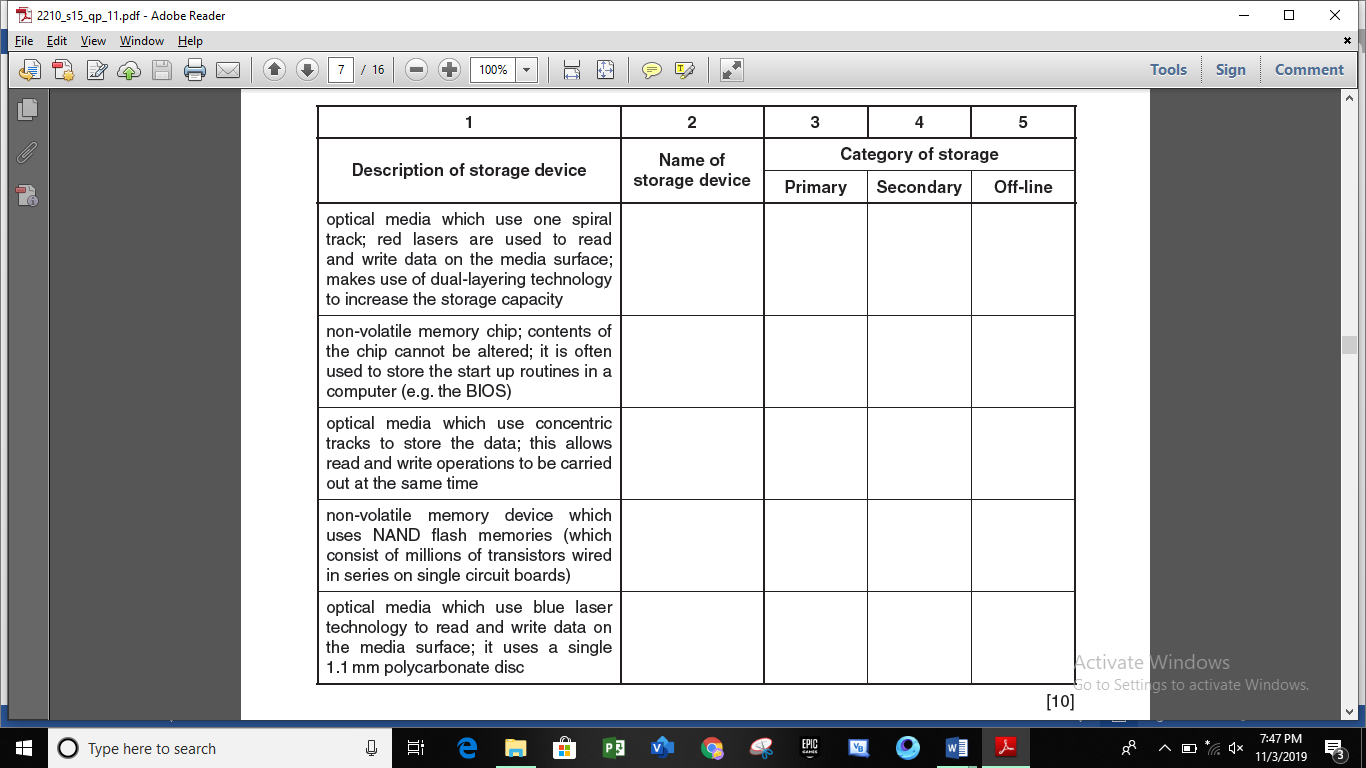 2210_s15_qp_11.pdf - Adobe Reader
File Edit View Window Help
7 / 16 100% Tools Sign Comment
1 2 3 4 5
Description of storage device
Name of
storage device
Category of storage
Primary Secondary Off-line
optical media which use one spiral
track; red lasers are used to read
and write data on the media surface;
makes use of dual-layering technology
to increase the storage capacity
non-volatile memory chip; contents of
the chip cannot be altered; it is often
used to store the start up routines in a
computer (e.g. the BIOS)
optical media which use concentric
tracks to store the data; this allows
read and write operations to be carried
out at the same time
non-volatile memory device which
uses NAND flash memories (which
consist of millions of transistors wired
in series on single circuit boards)
optical media which use blue laser
technology to read and write data on
the media surface; it uses a single
1.1 mm polycarbonate disc
[10]
Activate Windows
Go to Settings to activate Windows.
Type here to search
EPIC
GAMES
7:47 PM
11/3/2019
3